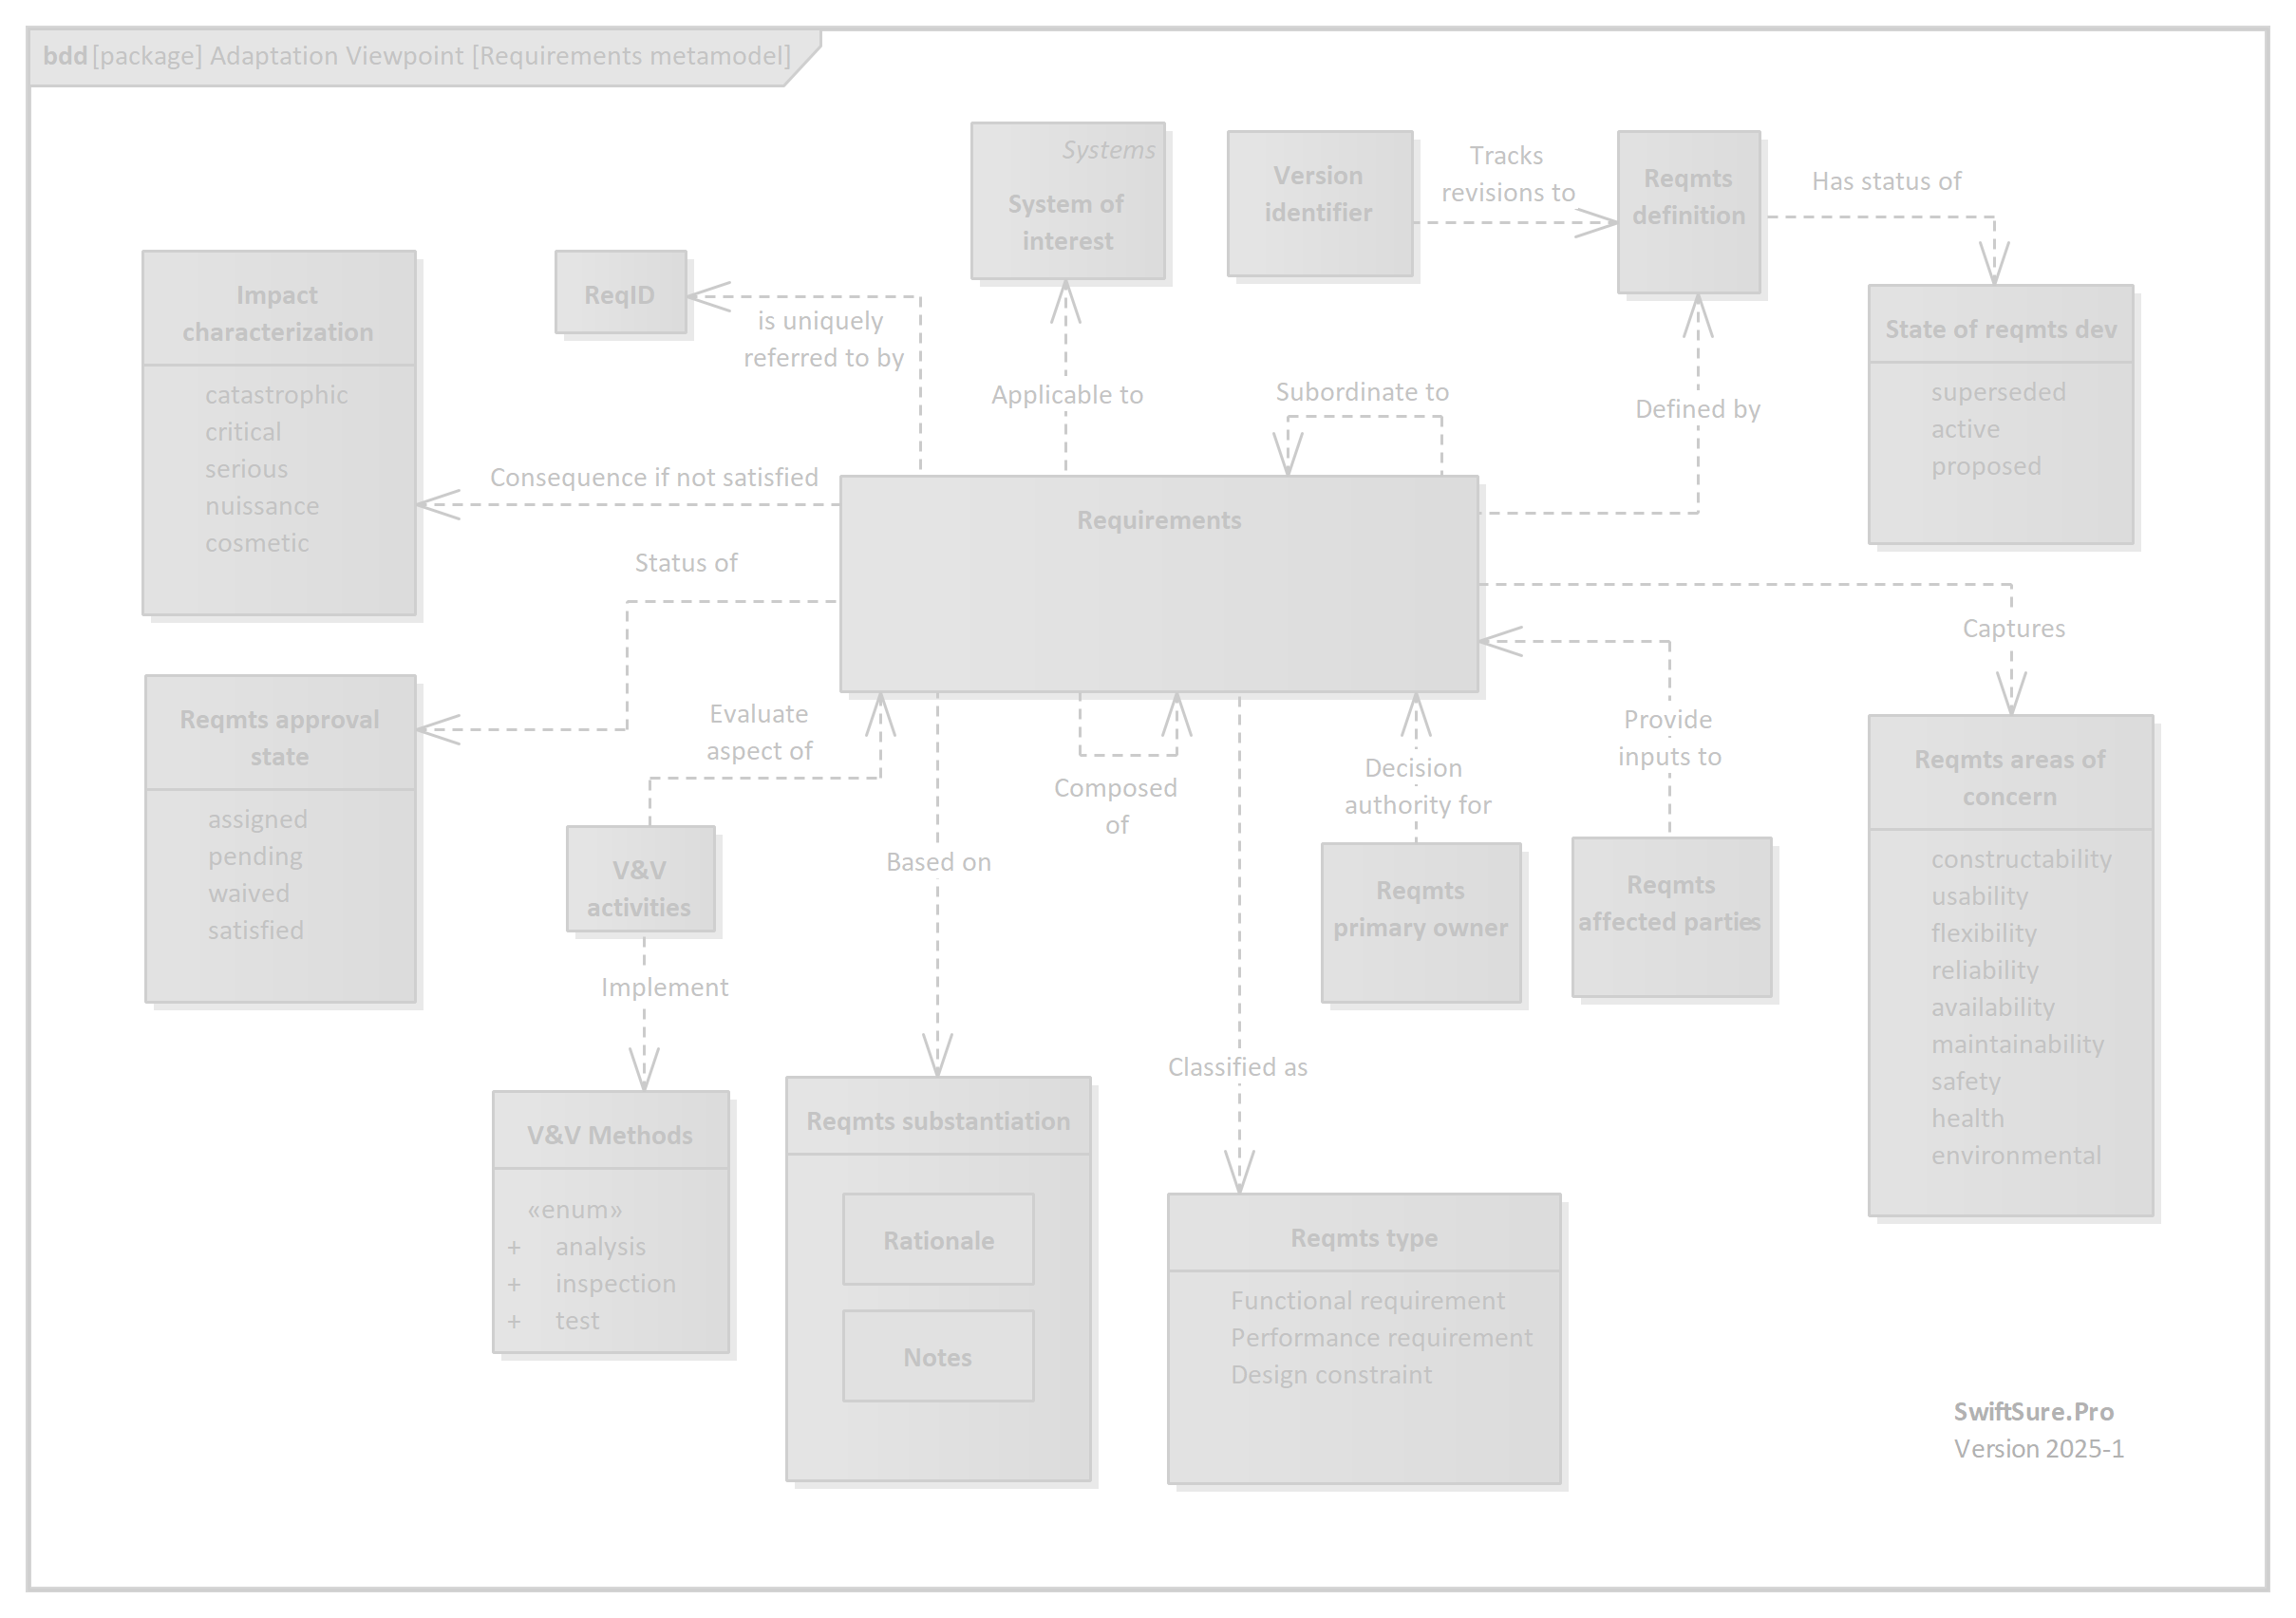 bdd [package] Adaptation Viewpoint [Requirements metamodel]
Systems
System of
interest
Version
identifier
Tracks
revisions to
Reqmts
definition
Has status of
Impact
characterization
catastrophic
critical
serious
nuissance
cosmetic
ReqID
is uniquely
referred to by
Applicable to
Subordinate to
Defined by
State of reqmts dev
superseded
active
proposed
Consequence if not satisfied
Requirements
Status of
Captures
Reqmts approval
state
assigned
pending
waived
satisfied
Evaluate
aspect of
Composed
of
Decision
authority for
Provide
inputs to
Reqmts areas of
concern
constructability
usability
flexibility
reliability
availability
maintainability
safety
health
environmental
V&V
activities
Based on
Reqmts
primary owner
Reqmts
affected parties
Implement
Classified as
V&V Methods
«enum»
+ analysis
+ inspection
+ test
Reqmts substantiation
Rationale
Notes
Reqmts type
Functional requirement
Performance requirement
Design constraint
SwiftSure.Pro
Version 2025-1